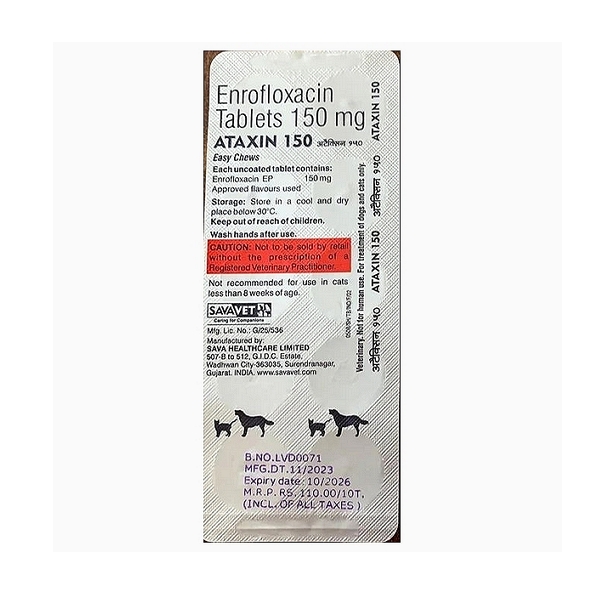 Enrofloxacin
Tablets 150 mg
ATAXIN 150 अटैक्सिन १५०
Easy Chews
Each uncoated tablet contains:
Enrofloxacin EP 150 mg
Approved flavours used
Storage: Store in a cool and dry
place below 30°C.
Keep out of reach of children.
Wash hands after use.
CAUTION: Not to be sold by retail
without the prescription of a
Registered Veterinary Practitioner.
Not recommended for use in cats
less than 8 weeks of age.
SAVAVET
Caring for Companions
Mfg. Lic. No.: G/25/536
Manufactured by:
SAVA HEALTHCARE LIMITED
507-B to 512, G.I.D.C. Estate,
Wadhwan City-363035, Surendranagar,
Gujarat. INDIA. www.savavet.com
Veterinary. Not for human use. For treatment of dogs and cats only.
अटैक्सिन १५० ATAXIN 150 अटैक्सिन १५० ATAXIN 150
B.NO.LVD0071
MFG.DT.11/2023
Expiry date: 10/2026
M.R.P. RS. 110.00/10T.
(INCL. OF ALL TAXES )